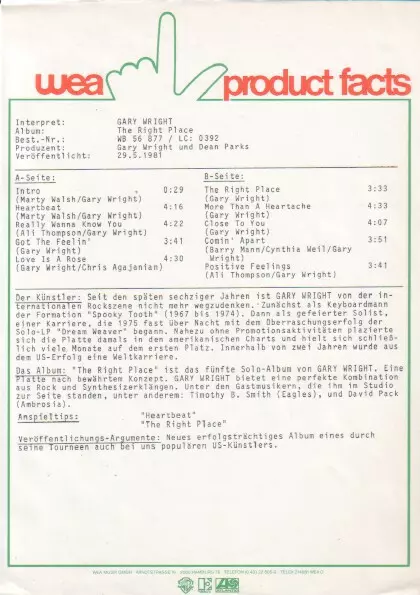 wea product facts
Interpret: GARY WRIGHT
Album: The Right Place
Best.-Nr.: WB 56 877 / LC: 0392
Produzent: Gary Wright und Dean Parks
Veröffentlicht: 29.5.1981
A-Seite:
Intro 0:29
(Marty Walsh/Gary Wright)
Heartbeat 4:16
(Marty Walsh/Gary Wright)
Really Wanna Know You 4:22
(Ali Thompson/Gary Wright)
Got The Feelin' 3:41
(Gary Wright)
Love Is A Rose 4:30
(Gary Wright/Chris Agajanian)
B-Seite:
The Right Place 3:33
(Gary Wright)
More Than A Heartache 4:33
(Gary Wright)
Close To You 4:07
(Gary Wright)
Comin' Apart 3:51
(Barry Mann/Cynthia Weil/Gary
Wright)
Positive Feelings 3:41
(Ali Thompson/Gary Wright)
Der Künstler: Seit den späten sechziger Jahren ist GARY WRIGHT von der in-
ternationalen Rockszene nicht mehr wegzudenken. Zunächst als Keyboardmann
der Formation "Spooky Tooth" (1967 bis 1974). Dann als gefeierter Solist,
einer Karriere, die 1975 fast über Nacht mit dem Überraschungserfolg der
Solo-LP "Dream Weaver" begann. Nahezu ohne Promotionsaktivitäten plazierte
sich die Platte damals in den amerikanischen Charts und hielt sich schließ-
lich viele Monate auf dem ersten Platz. Innerhalb von zwei Jahren wurde aus
dem US-Erfolg eine Weltkarriere.
Das Album: "The Right Place" ist das fünfte Solo-Album von GARY WRIGHT. Eine
Platte nach bewährtem Konzept. GARY WRIGHT bietet eine perfekte Kombination
aus Rock und Synthesizerklängen. Unter den Gastmusikern, die ihm im Studio
zur Seite standen, unter anderem: Timothy B. Smith (Eagles), und David Pack
(Ambrosia).
Anspieltips: "Heartbeat"
"The Right Place"
Veröffentlichungs-Argumente: Neues erfolgsträchtiges Album eines durch
seine Tourneen auch bei uns populären US-Künstlers.